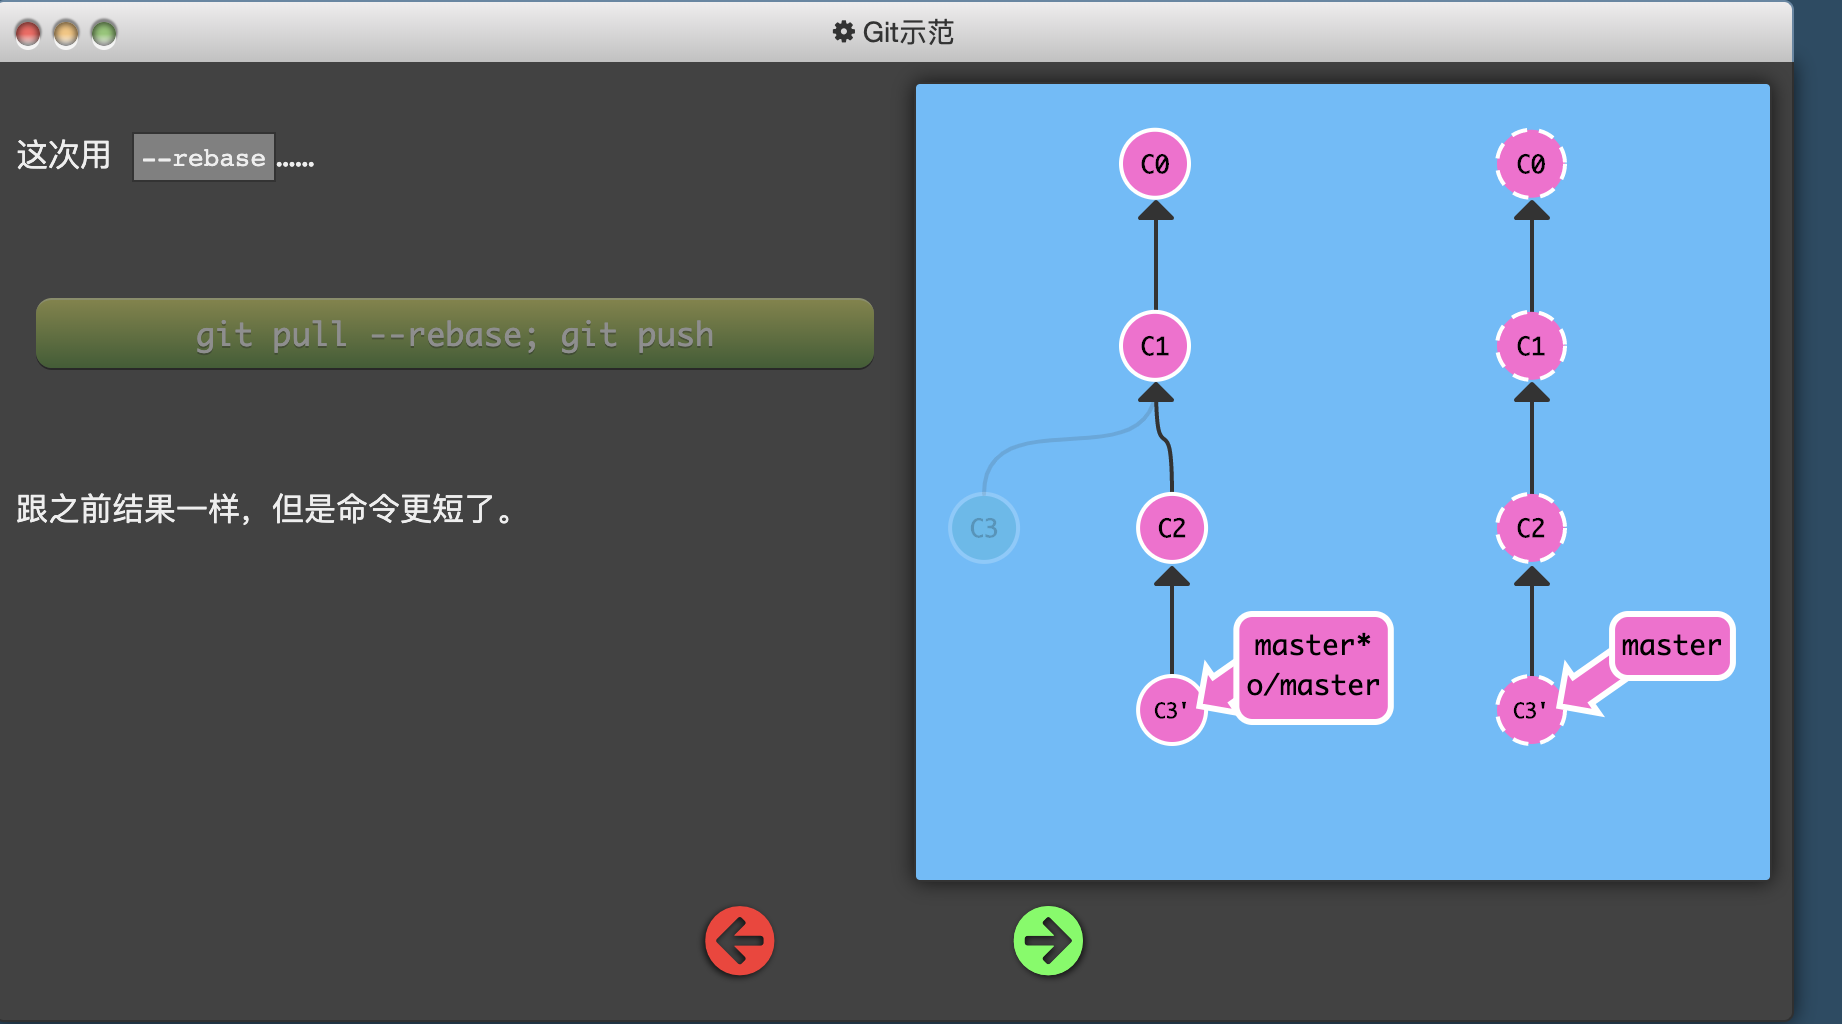 Git示范
这次用 --rebase……
git pull --rebase; git push
跟之前结果一样，但是命令更短了。
C0
C0
C1
C1
C3
C2
C2
master*
o/master
master
C3'
C3'